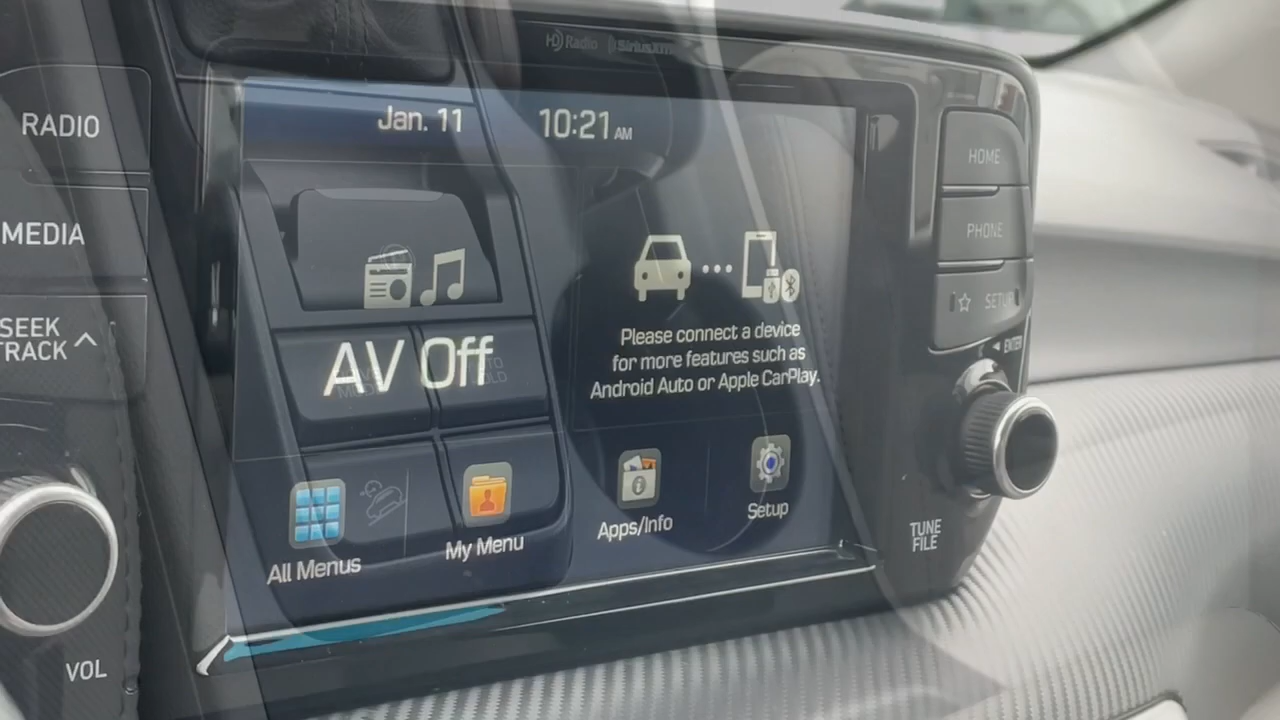 HD Radio ((SiriusXM
RADIO
MEDIA
SEEK
TRACK
VOL
Jan. 11 10:21 AM
AV Off
Please connect a device
for more features such as
Android Auto or Apple CarPlay.
All Menus
My Menu
Apps/Info
Setup
HOME
PHONE
SETUP
ENTER
TUNE
FILE